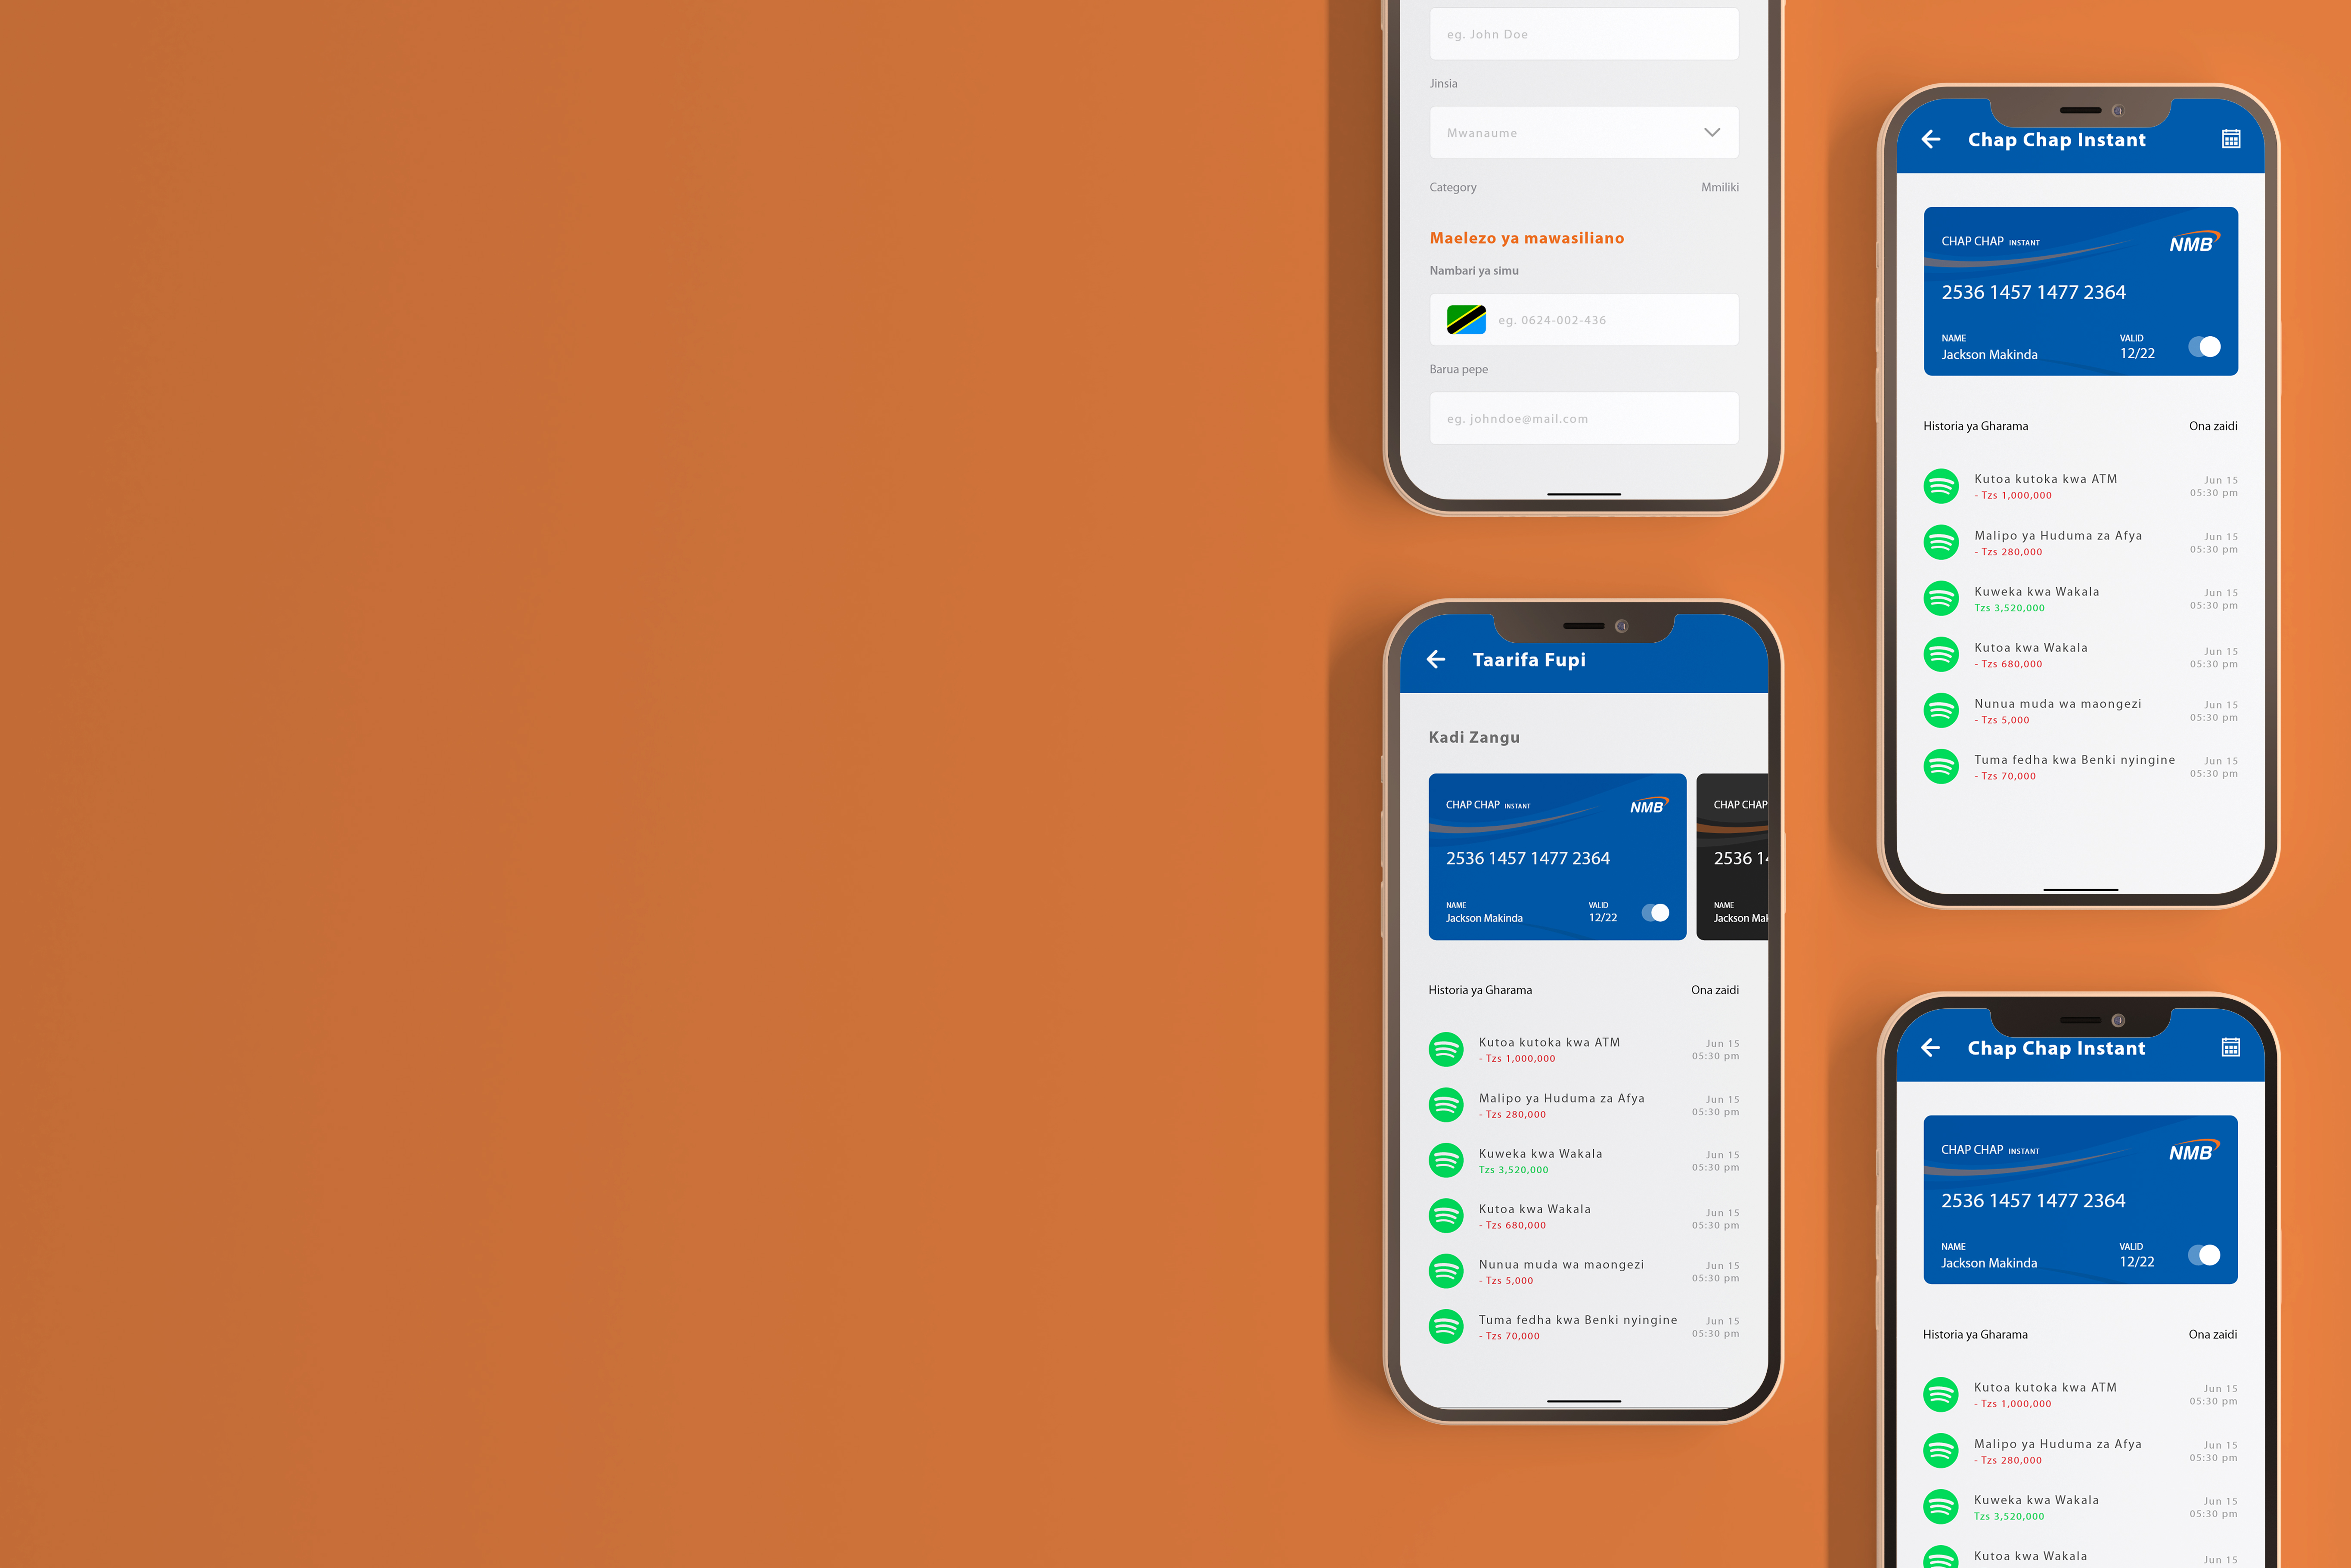 eg. John Doe
Jinsia
Mwanaume
Category Mmiliki
Maelezo ya mawasiliano
Nambari ya simu
eg. 0624-002-436
Barua pepe
eg. johndoe@mail.com
Taarifa Fupi
Kadi Zangu
CHAP CHAP INSTANT NMB
2536 1457 1477 2364
NAME VALID
Jackson Makinda 12/22
CHAP CHAP
2536 14
NAME
Jackson Mak
Historia ya Gharama Ona zaidi
Kutoa kutoka kwa ATM Jun 15
- Tzs 1,000,000 05:30 pm
Malipo ya Huduma za Afya Jun 15
- Tzs 280,000 05:30 pm
Kuweka kwa Wakala Jun 15
Tzs 3,520,000 05:30 pm
Kutoa kwa Wakala Jun 15
- Tzs 680,000 05:30 pm
Nunua muda wa maongezi Jun 15
- Tzs 5,000 05:30 pm
Tuma fedha kwa Benki nyingine Jun 15
- Tzs 70,000 05:30 pm
Chap Chap Instant
CHAP CHAP INSTANT NMB
2536 1457 1477 2364
NAME VALID
Jackson Makinda 12/22
Historia ya Gharama Ona zaidi
Kutoa kutoka kwa ATM Jun 15
- Tzs 1,000,000 05:30 pm
Malipo ya Huduma za Afya Jun 15
- Tzs 280,000 05:30 pm
Kuweka kwa Wakala Jun 15
Tzs 3,520,000 05:30 pm
Kutoa kwa Wakala Jun 15
- Tzs 680,000 05:30 pm
Nunua muda wa maongezi Jun 15
- Tzs 5,000 05:30 pm
Tuma fedha kwa Benki nyingine Jun 15
- Tzs 70,000 05:30 pm
Chap Chap Instant
CHAP CHAP INSTANT NMB
2536 1457 1477 2364
NAME VALID
Jackson Makinda 12/22
Historia ya Gharama Ona zaidi
Kutoa kutoka kwa ATM Jun 15
- Tzs 1,000,000 05:30 pm
Malipo ya Huduma za Afya Jun 15
- Tzs 280,000 05:30 pm
Kuweka kwa Wakala Jun 15
Tzs 3,520,000 05:30 pm
Kutoa kwa Wakala Jun 15